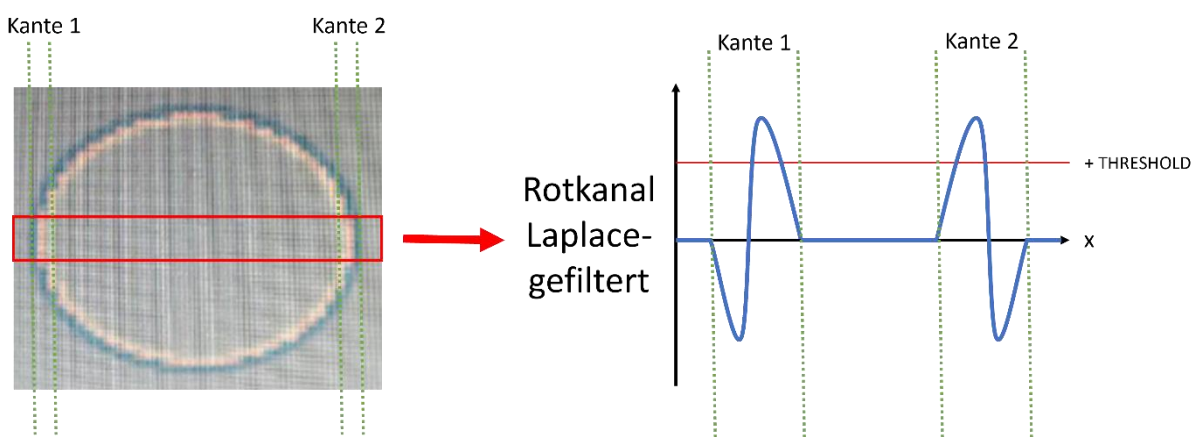 Kante 1
Kante 2
Rotkanal
Laplace-
gefiltert
Kante 1
Kante 2
+ THRESHOLD
x